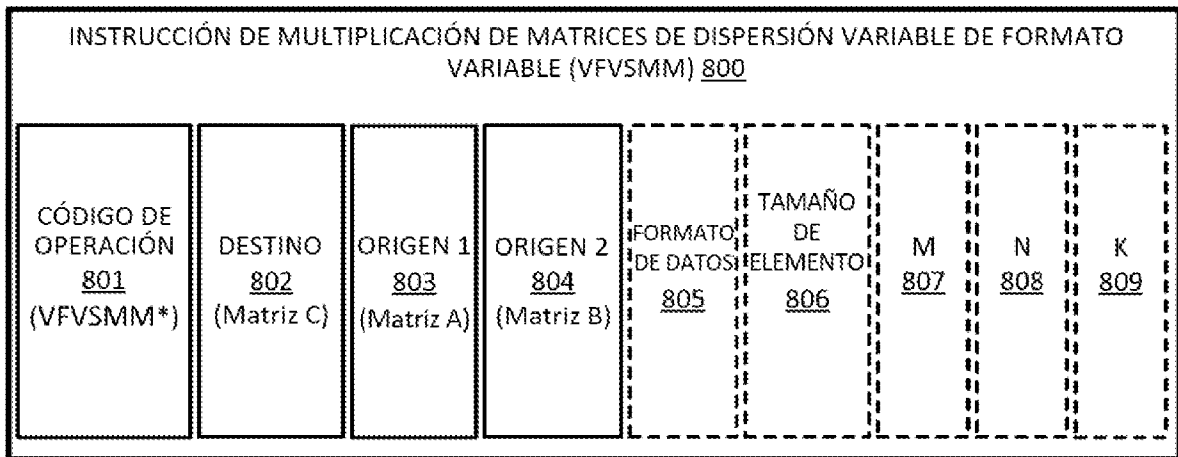 INSTRUCCIÓN DE MULTIPLICACIÓN DE MATRICES DE DISPERSIÓN VARIABLE DE FORMATO
VARIABLE (VFVSMM) 800
CÓDIGO DE
OPERACIÓN
801
(VFVSMM*)
DESTINO
802
(Matriz C)
ORIGEN 1
803
(Matriz A)
ORIGEN 2
804
(Matriz B)
FORMATO
DE DATOS
805
TAMAÑO
DE
ELEMENTO
806
M
807
N
808
K
809